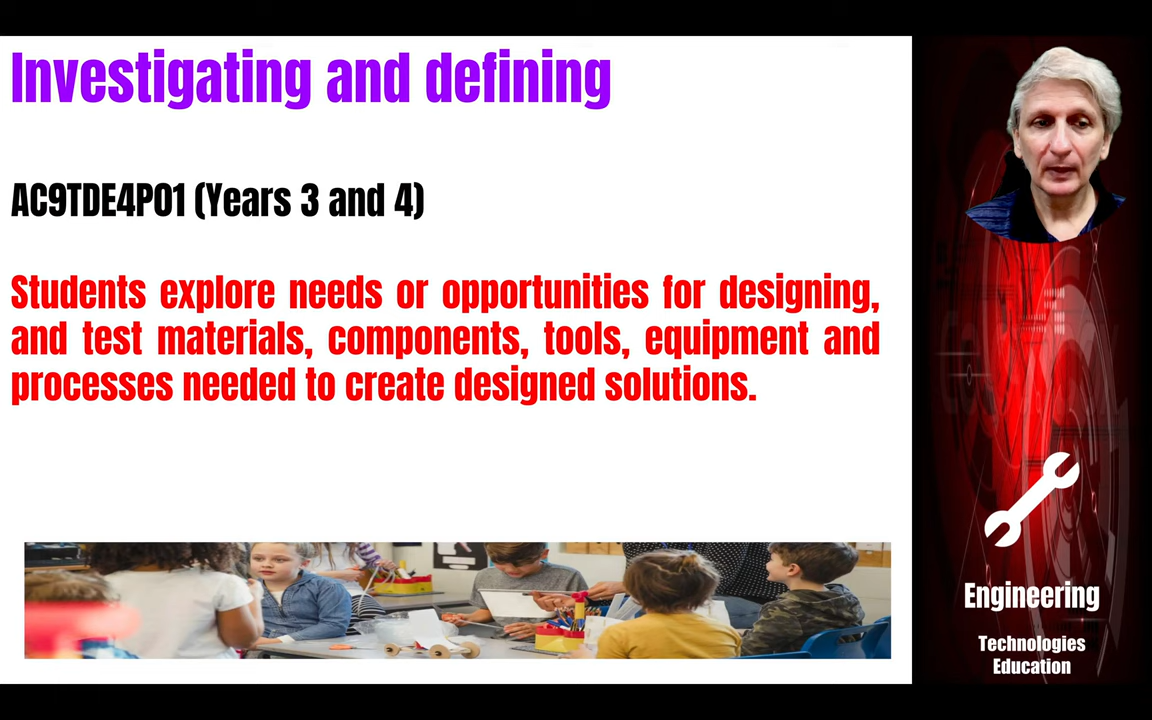 Investigating and defining
AC9TDE4P01 (Years 3 and 4)
Students explore needs or opportunities for designing,
and test materials, components, tools, equipment and
processes needed to create designed solutions.
Engineering
Technologies
Education